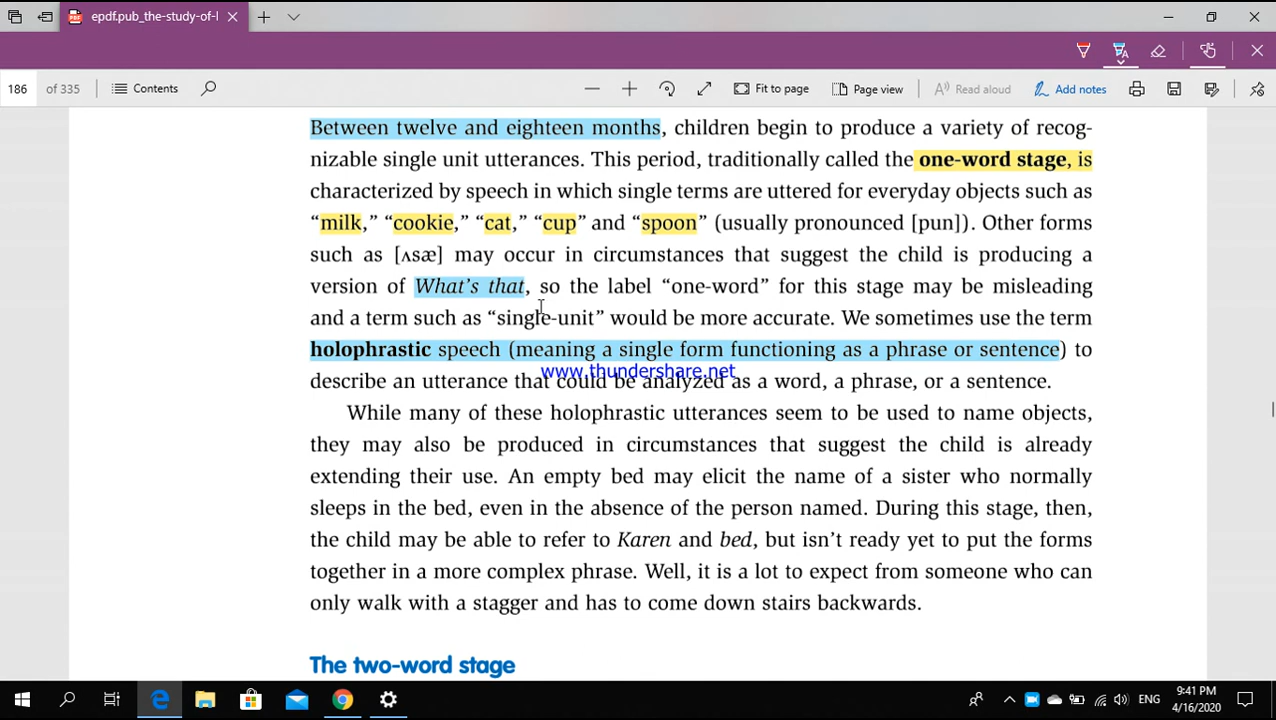 epdf.pub_the-study-of-l
186 of 335 Contents Fit to page Page view Read aloud Add notes
Between twelve and eighteen months, children begin to produce a variety of recog-
nizable single unit utterances. This period, traditionally called the one-word stage, is
characterized by speech in which single terms are uttered for everyday objects such as
“milk,” “cookie,” “cat,” “cup” and “spoon” (usually pronounced [pun]). Other forms
such as [ʌsæ] may occur in circumstances that suggest the child is producing a
version of What’s that, so the label “one-word” for this stage may be misleading
and a term such as “single-unit” would be more accurate. We sometimes use the term
holophrastic speech (meaning a single form functioning as a phrase or sentence) to
www.thundershare.net
describe an utterance that could be analyzed as a word, a phrase, or a sentence.
While many of these holophrastic utterances seem to be used to name objects,
they may also be produced in circumstances that suggest the child is already
extending their use. An empty bed may elicit the name of a sister who normally
sleeps in the bed, even in the absence of the person named. During this stage, then,
the child may be able to refer to Karen and bed, but isn’t ready yet to put the forms
together in a more complex phrase. Well, it is a lot to expect from someone who can
only walk with a stagger and has to come down stairs backwards.
The two-word stage
ENG
9:41 PM
4/16/2020